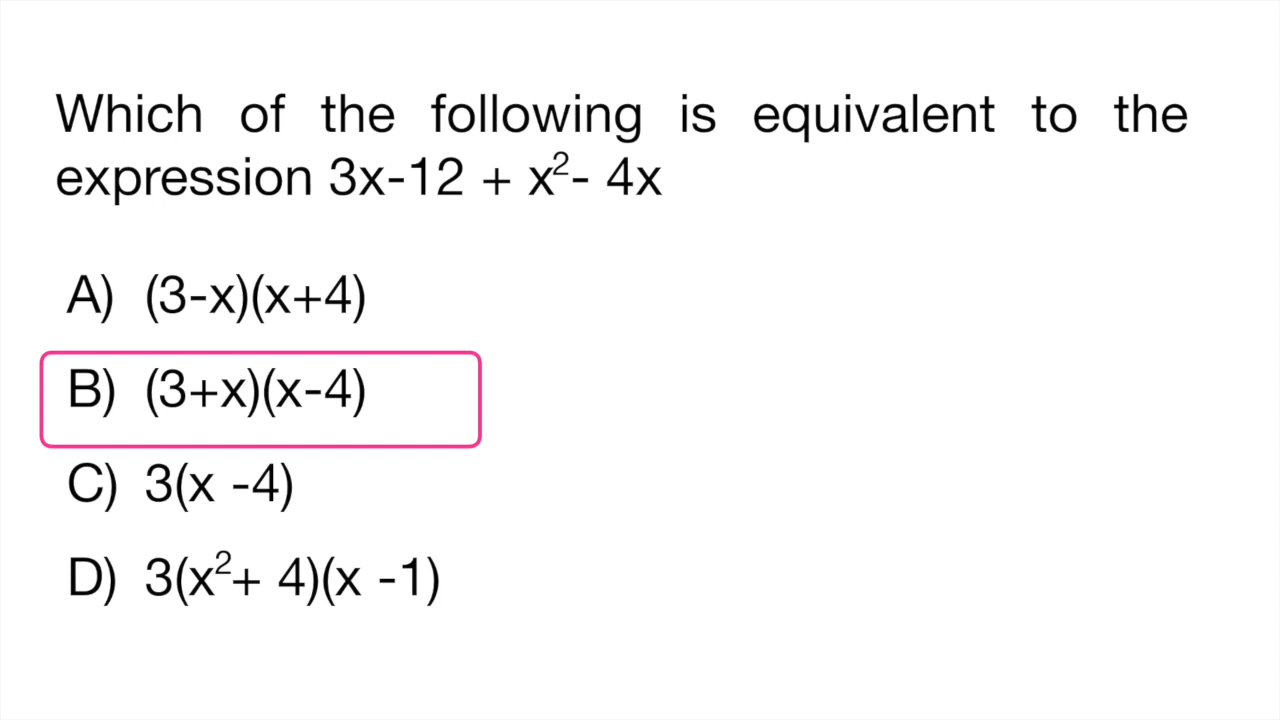 Which of the following is equivalent to the
expression 3x-12 + x²- 4x
A) (3-x)(x+4)
B) (3+x)(x-4)
C) 3(x -4)
D) 3(x²+ 4)(x -1)